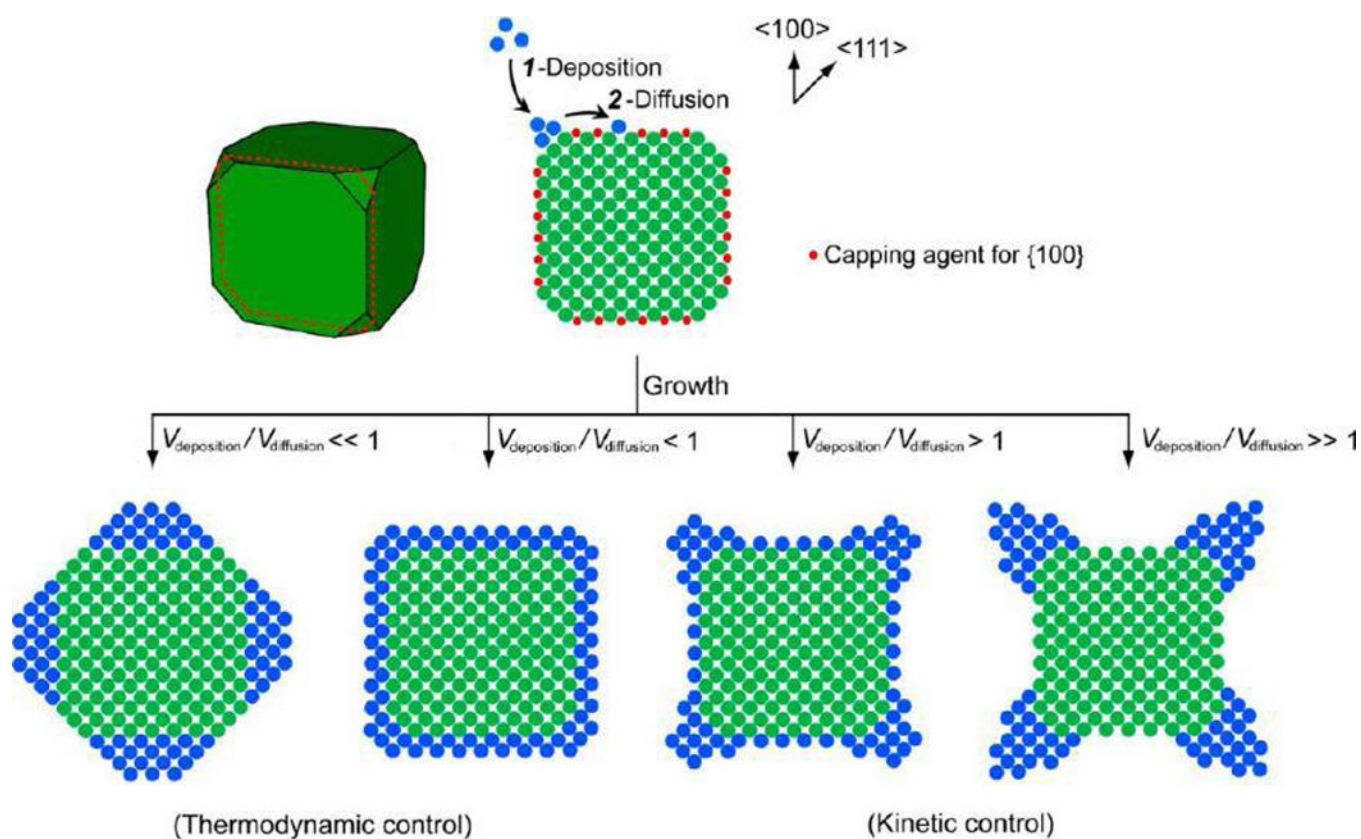 <100>
<111>
1-Deposition
2-Diffusion
• Capping agent for {100}
Growth
Vdeposition/Vdiffusion << 1
Vdeposition/Vdiffusion < 1
Vdeposition/Vdiffusion > 1
Vdeposition/Vdiffusion >> 1
(Thermodynamic control)
(Kinetic control)